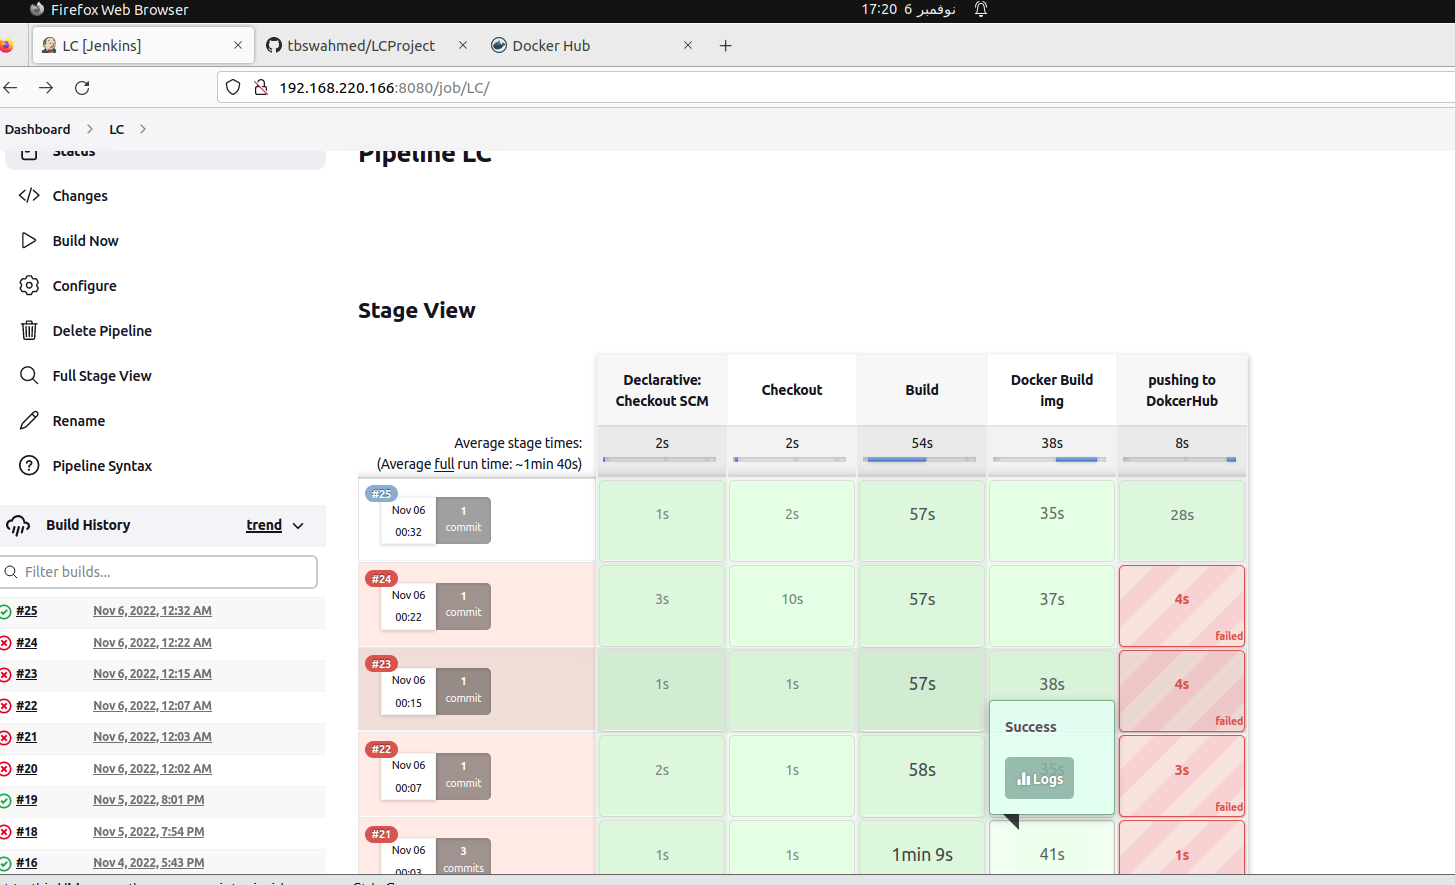 Firefox Web Browser
17:20 6 نوفمبر
LC [Jenkins]
tbswahmed/LCProject
Docker Hub
192.168.220.166:8080/job/LC/
Dashboard
LC
Status
Pipeline LC
Changes
Build Now
Configure
Delete Pipeline
Full Stage View
Rename
Pipeline Syntax
Build History
trend
Filter builds...
#25 Nov 6, 2022, 12:32 AM
#24 Nov 6, 2022, 12:22 AM
#23 Nov 6, 2022, 12:15 AM
#22 Nov 6, 2022, 12:07 AM
#21 Nov 6, 2022, 12:03 AM
#20 Nov 6, 2022, 12:02 AM
#19 Nov 5, 2022, 8:01 PM
#18 Nov 5, 2022, 7:54 PM
#16 Nov 4, 2022, 5:43 PM
Stage View
Declarative:
Checkout SCM
Checkout
Build
Docker Build
img
pushing to
DokcerHub
Average stage times:
(Average full run time: ~1min 40s)
2s 2s 54s 38s 8s
#25
Nov 06
00:32
1
commit
1s 2s 57s 35s 28s
#24
Nov 06
00:22
1
commit
3s 10s 57s 37s 4s
failed
#23
Nov 06
00:15
1
commit
1s 1s 57s 38s 4s
failed
Success
Logs
#22
Nov 06
00:07
1
commit
2s 1s 58s 35s 3s
failed
#21
Nov 06
00:03
3
commits
1s 1s 1min 9s 41s 1s